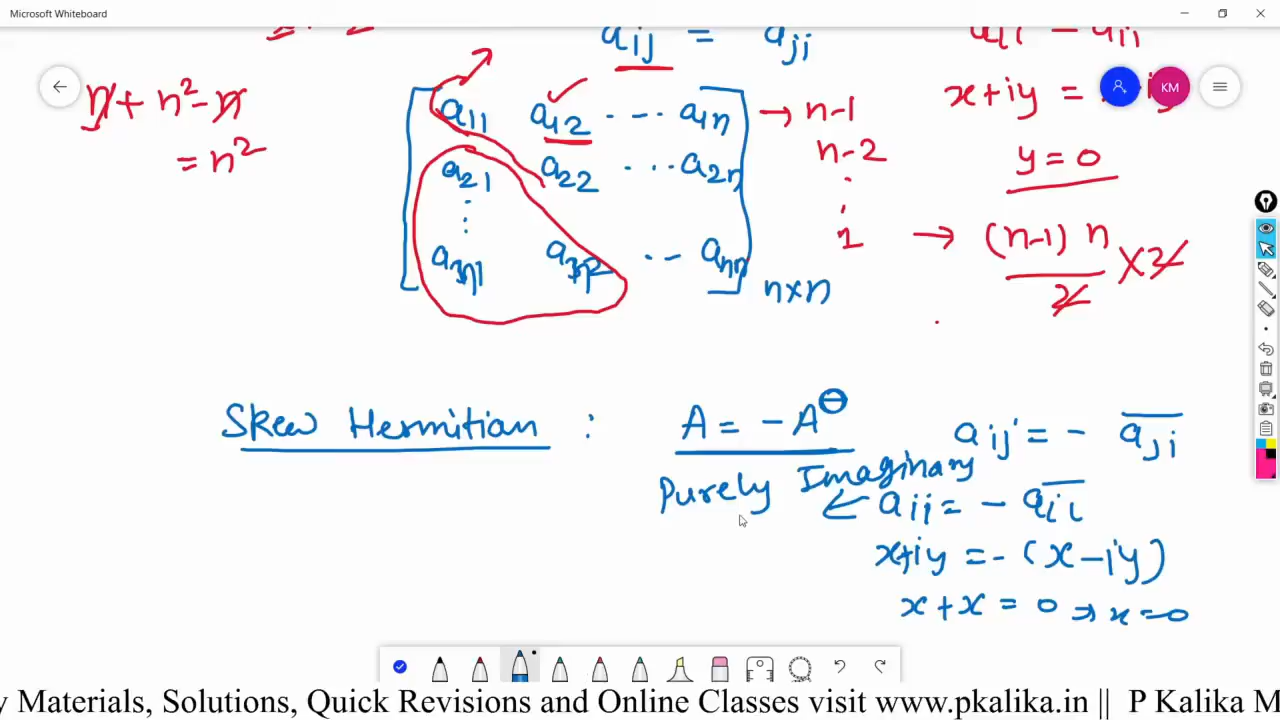 Microsoft Whiteboard
aij = aji
n + n² - n
= n²
a11 a12 ... a1n → n-1
a21 a22 ... a2n n-2
:
1 → (n-1) n / 2 × 2
an1 an2 .. ann
n×n
x + iy =
y = 0
KM
Skew Hermitian : A = - A^Θ
aij = - \overline{aji}
Purely Imaginary
← aii = - \overline{aii}
x+iy = - (x - iy)
x + x = 0 ⇒ x = 0
y Materials, Solutions, Quick Revisions and Online Classes visit www.pkalika.in || P Kalika M